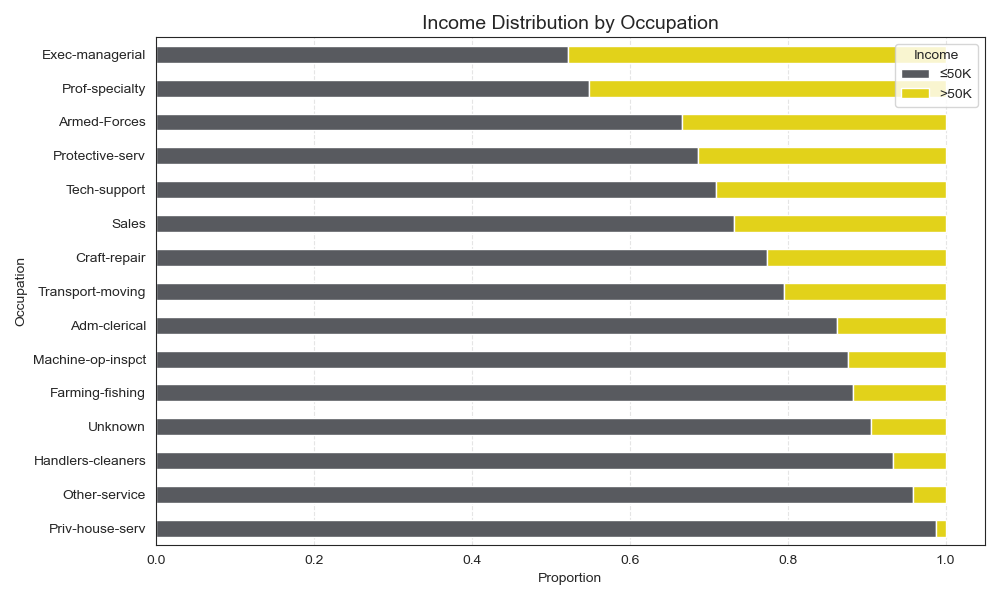 Income Distribution by Occupation
Income
≤50K
>50K
Occupation
Exec-managerial
Prof-specialty
Armed-Forces
Protective-serv
Tech-support
Sales
Craft-repair
Transport-moving
Adm-clerical
Machine-op-inspct
Farming-fishing
Unknown
Handlers-cleaners
Other-service
Priv-house-serv
0.0 0.2 0.4 0.6 0.8 1.0
Proportion